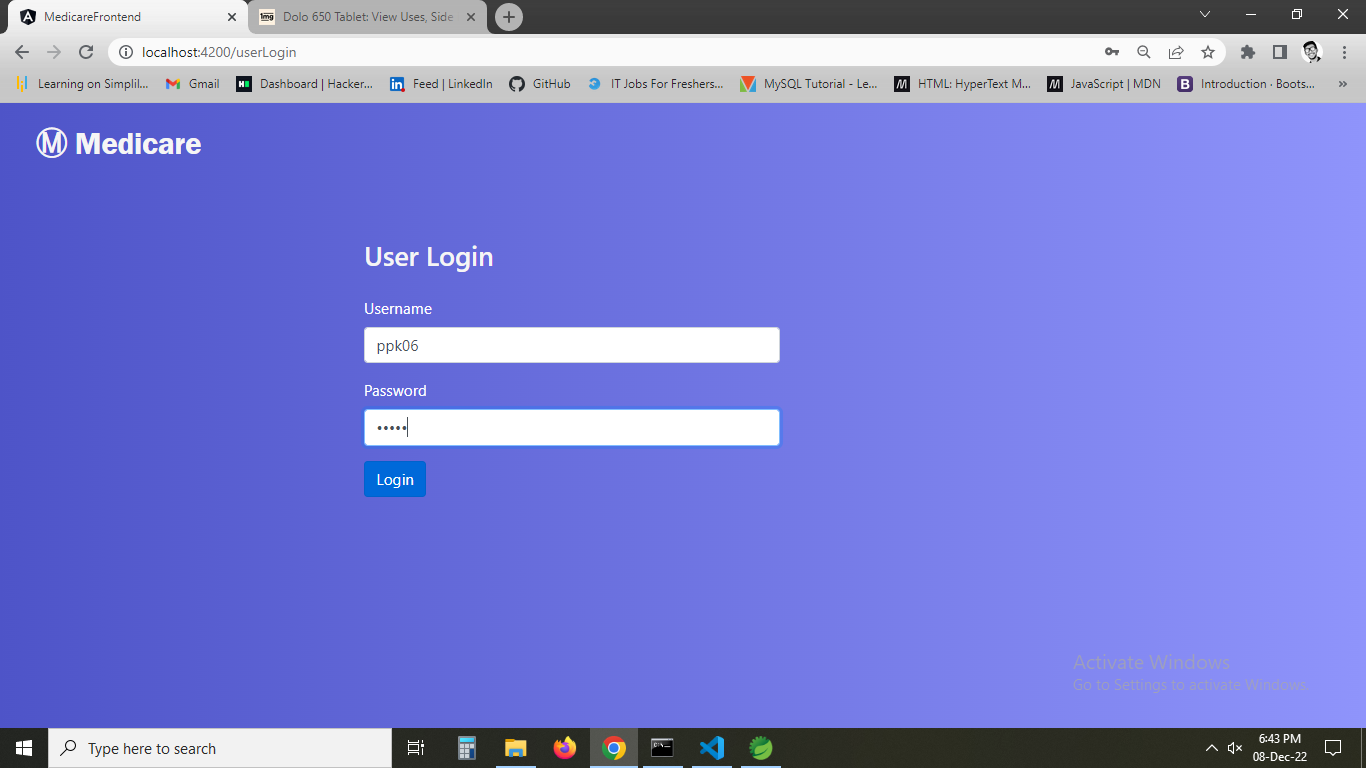 MedicareFrontend
1mg Dolo 650 Tablet: View Uses, Side
localhost:4200/userLogin
Learning on Simplil... Gmail Dashboard | Hacker... Feed | LinkedIn GitHub IT Jobs For Freshers... MySQL Tutorial - Le... HTML: HyperText M... JavaScript | MDN Introduction · Boots... »
Ⓜ Medicare
User Login
Username
ppk06
Password
•••••
Login
Activate Windows
Go to Settings to activate Windows.
Type here to search
6:43 PM
08-Dec-22